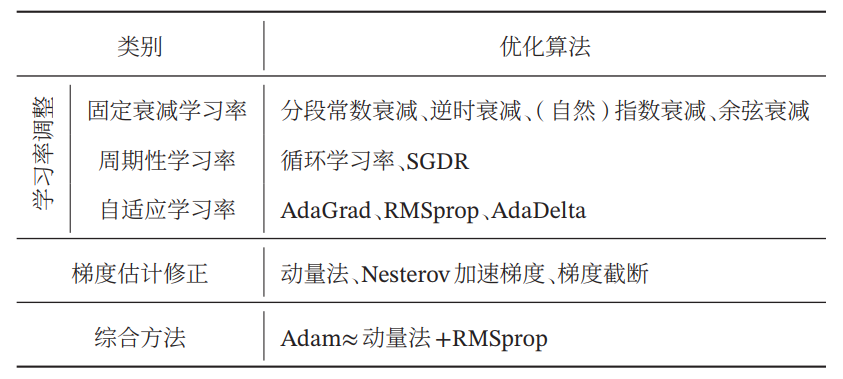 类别 优化算法
学习率调整
固定衰减学习率 分段常数衰减、逆时衰减、(自然)指数衰减、余弦衰减
周期性学习率 循环学习率、SGDR
自适应学习率 AdaGrad、RMSprop、AdaDelta
梯度估计修正 动量法、Nesterov 加速梯度、梯度截断
综合方法 Adam≈动量法+RMSprop